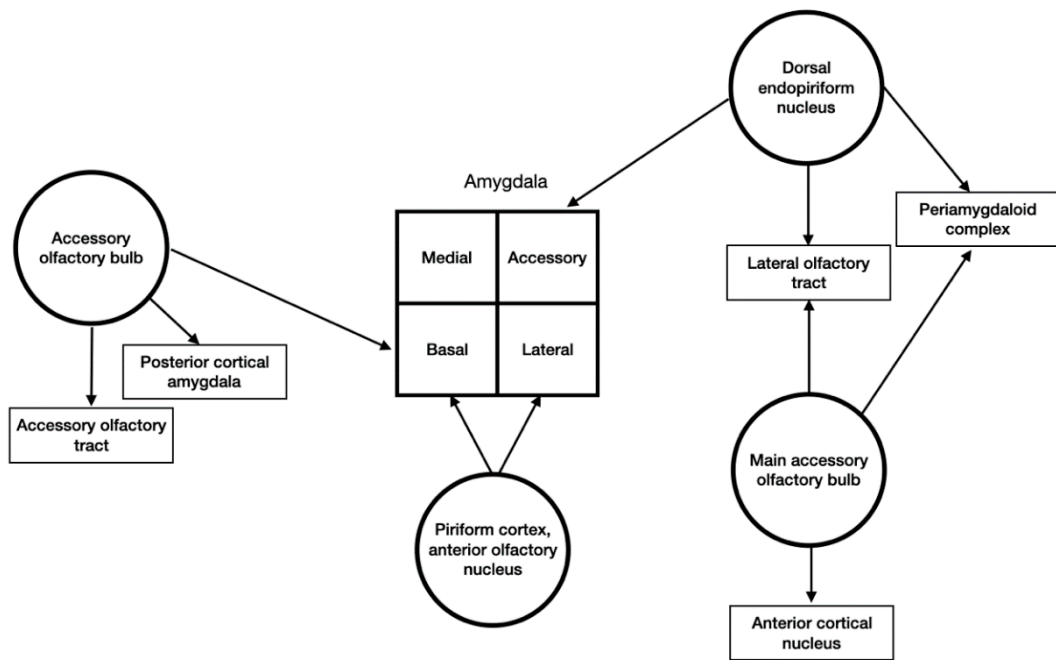 Dorsal
endopiriform
nucleus
Amygdala
Accessory
olfactory bulb
Medial
Accessory
Periamygdaloid
complex
Lateral olfactory
tract
Basal
Lateral
Posterior cortical
amygdala
Accessory olfactory
tract
Main accessory
olfactory bulb
Piriform cortex,
anterior olfactory
nucleus
Anterior cortical
nucleus